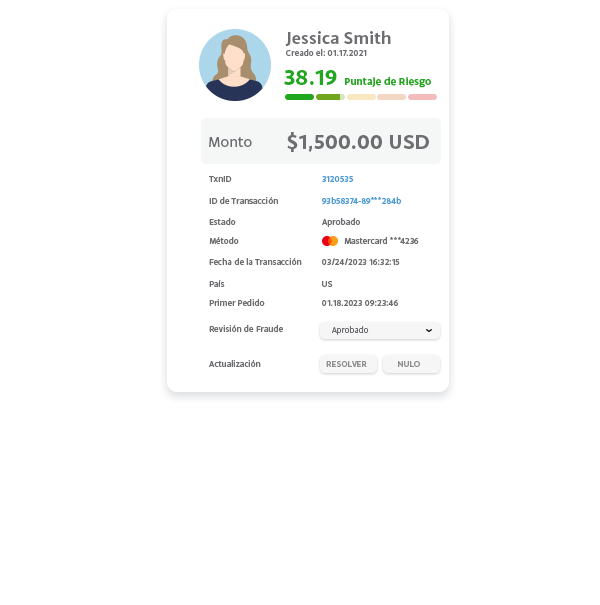 Jessica Smith
Creado el: 01.17.2021
38.19 Puntaje de Riesgo
Monto $1,500.00 USD
TxnID 3120535
ID de Transacción 93b58374-89***284b
Estado Aprobado
Método Mastercard ***4236
Fecha de la Transacción 03/24/2023 16:32:15
País US
Primer Pedido 01.18.2023 09:23:46
Revisión de Fraude Aprobado
Actualización RESOLVER NULO